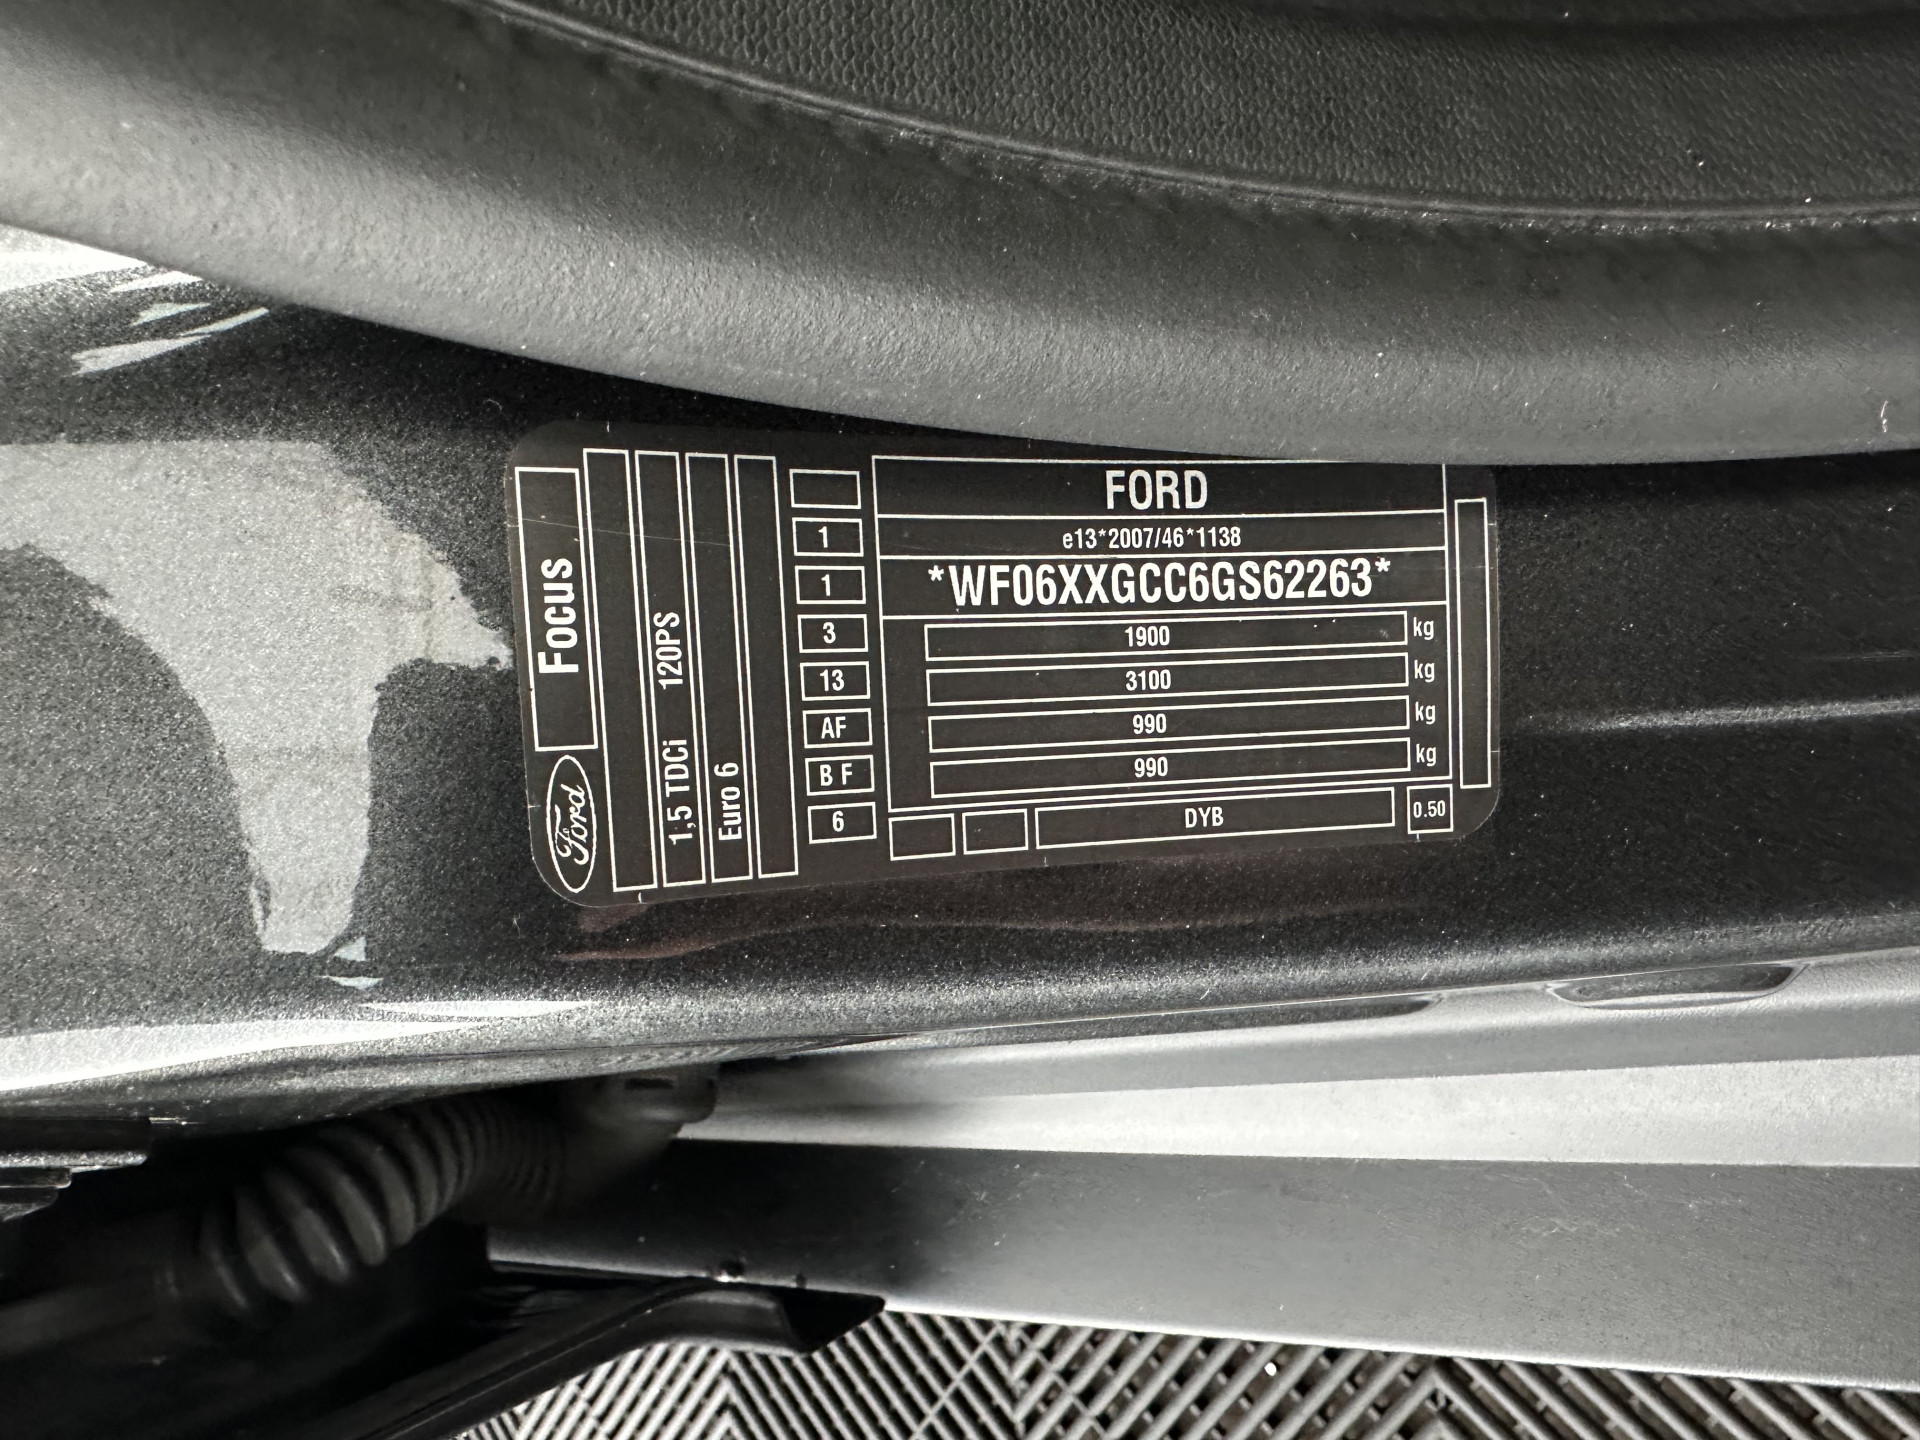 Ford
Focus
1,5 TDCi 120PS
Euro 6
1
1
3
13
AF
B F
6
FORD
e13*2007/46*1138
*WF06XXGCC6GS62263*
1900 kg
3100 kg
990 kg
990 kg
DYB
0.50